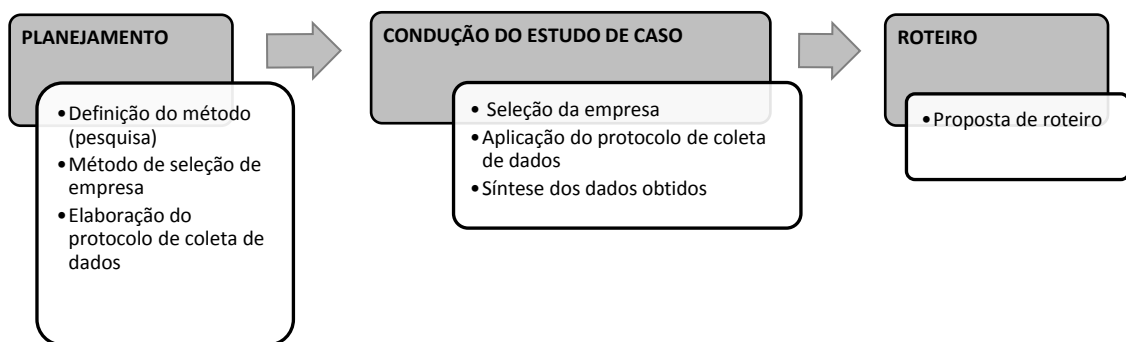 PLANEJAMENTO
•Definição do método
(pesquisa)
•Método de seleção de
empresa
•Elaboração do
protocolo de coleta de
dados
CONDUÇÃO DO ESTUDO DE CASO
• Seleção da empresa
•Aplicação do protocolo de coleta
de dados
•Síntese dos dados obtidos
ROTEIRO
•Proposta de roteiro